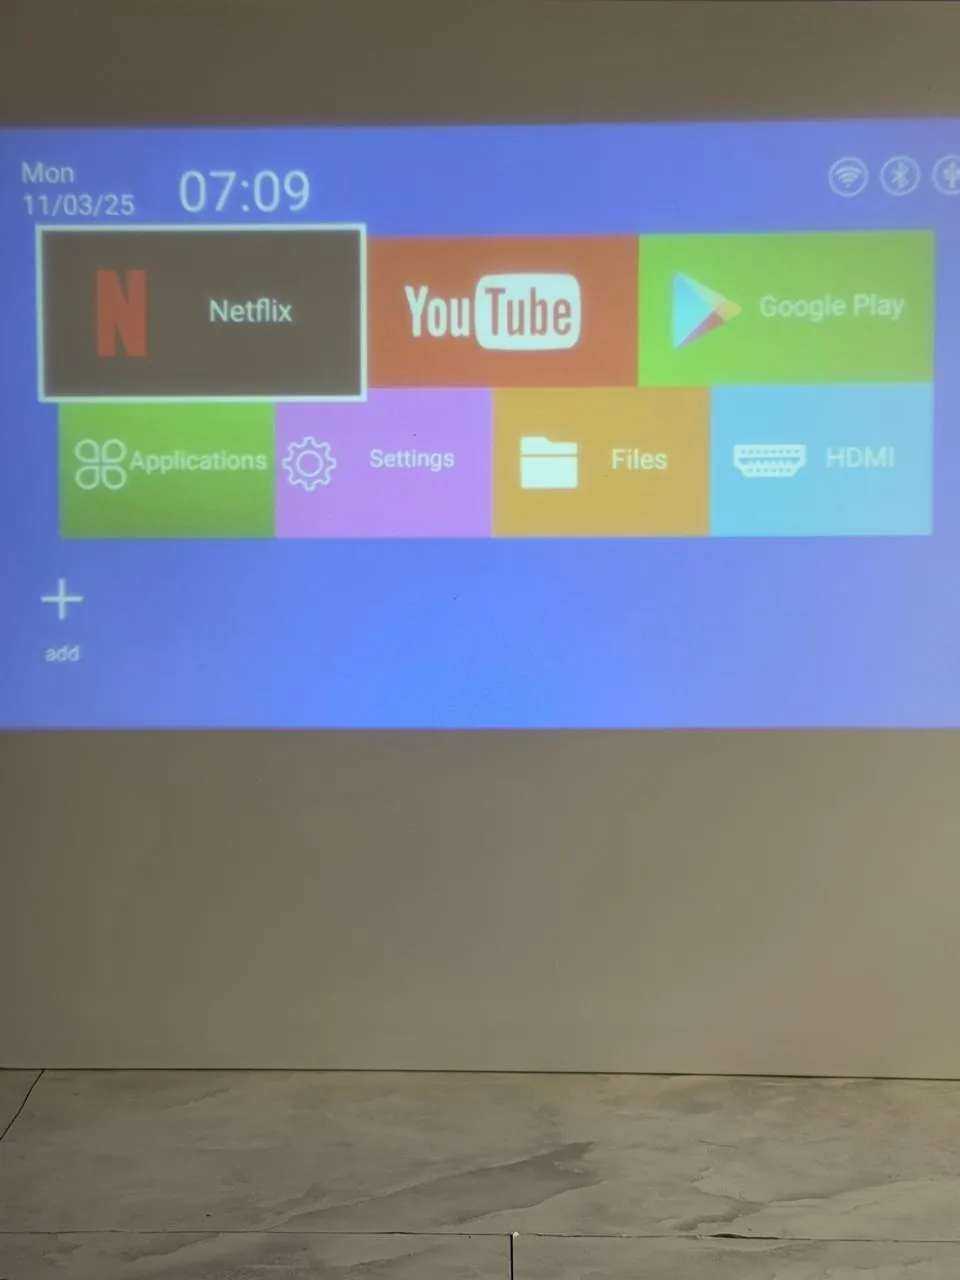 Mon
11/03/25
07:09
Netflix
YouTube
Google Play
Applications
Settings
Files
HDMI
add